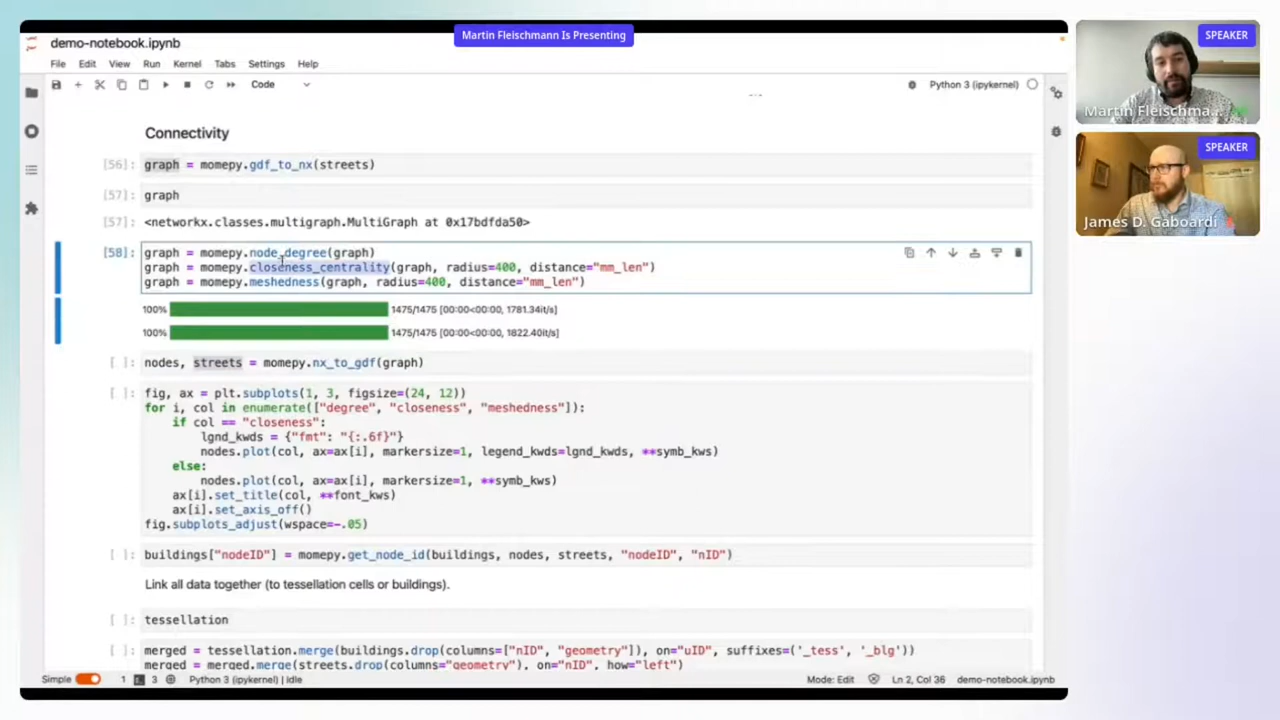 Martin Fleischmann Is Presenting
demo-notebook.ipynb
File Edit View Run Kernel Tabs Settings Help
Code
Python 3 (ipykernel)
Connectivity
[56]: graph = momepy.gdf_to_nx(streets)
[57]: graph
[57]: <networkx.classes.multigraph.MultiGraph at 0x17bdfda50>
[58]: graph = momepy.node_degree(graph)
graph = momepy.closeness_centrality(graph, radius=400, distance="mm_len")
graph = momepy.meshedness(graph, radius=400, distance="mm_len")
100% 1475/1475 [00:00<00:00, 1781.34it/s]
100% 1475/1475 [00:00<00:00, 1822.40it/s]
[ ]: nodes, streets = momepy.nx_to_gdf(graph)
[ ]: fig, ax = plt.subplots(1, 3, figsize=(24, 12))
for i, col in enumerate(["degree", "closeness", "meshedness"]):
if col == "closeness":
lgnd_kwds = {"fmt": "{:.6f}"}
nodes.plot(col, ax=ax[i], markersize=1, legend_kwds=lgnd_kwds, **symb_kws)
else:
nodes.plot(col, ax=ax[i], markersize=1, **symb_kws)
ax[i].set_title(col, **font_kws)
ax[i].set_axis_off()
fig.subplots_adjust(wspace=-.05)
[ ]: buildings["nodeID"] = momepy.get_node_id(buildings, nodes, streets, "nodeID", "nID")
Link all data together (to tessellation cells or buildings).
[ ]: tessellation
[ ]: merged = tessellation.merge(buildings.drop(columns=["nID", "geometry"]), on="uID", suffixes=('_tess', '_blg'))
merged = merged.merge(streets.drop(columns="geometry"), on="nID", how="left")
Simple 1 3 Python 3 (ipykernel) | Idle
Mode: Edit Ln 2, Col 36 demo-notebook.ipynb
SPEAKER
Martin Fleischma...
SPEAKER
James D. Gaboardi